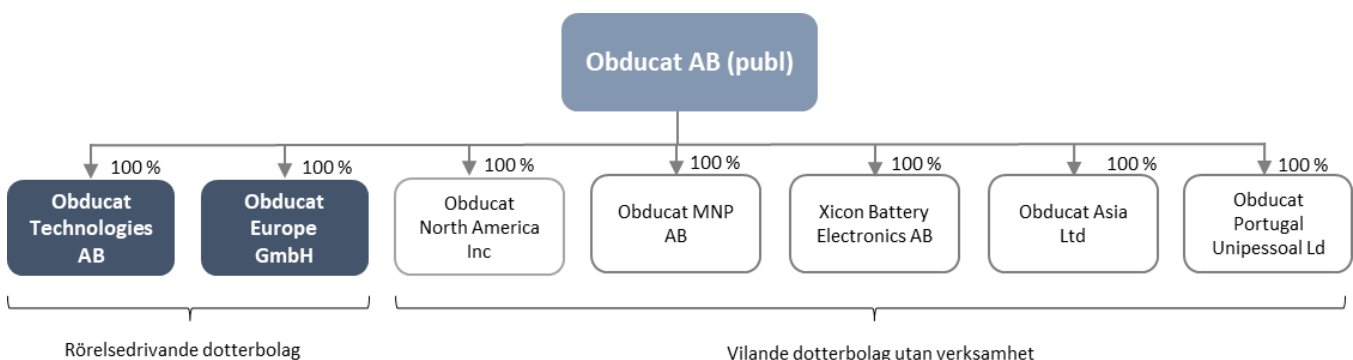 Obducat AB (publ)
100 %
100 %
100 %
100 %
100 %
100 %
100 %
Obducat
Technologies
AB
Obducat
Europe
GmbH
Obducat
North America
Inc
Obducat MNP
AB
Xicon Battery
Electronics AB
Obducat Asia
Ltd
Obducat
Portugal
Unipessoal Ld
Rörelsedrivande dotterbolag
Vilande dotterbolag utan verksamhet